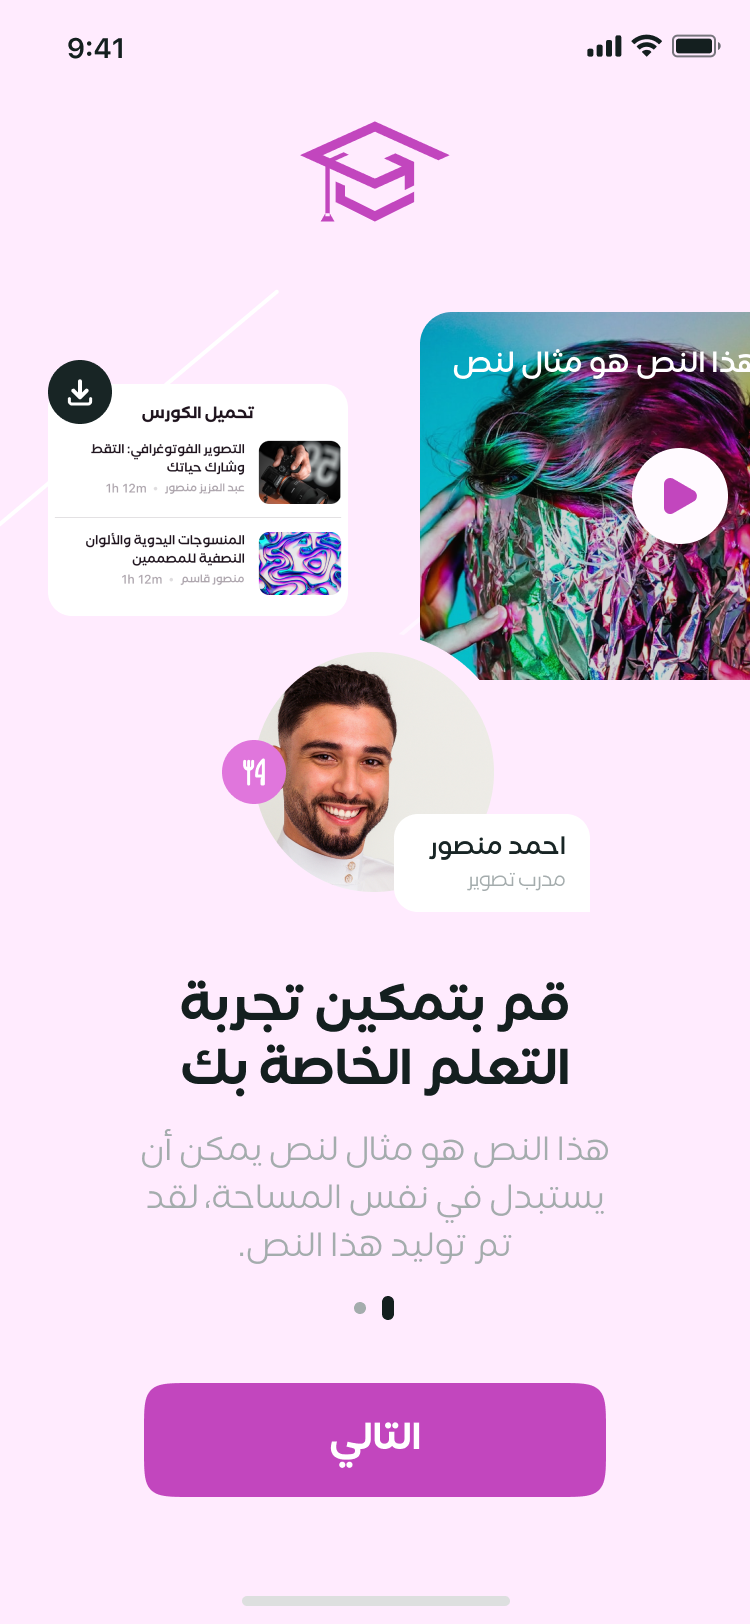 9:41
هذا النص هو مثال لنص
تحميل الكورس
التصوير الفوتوغرافي: التقط
وشارك حياتك
عبد العزيز منصور • 1h 12m
المنسوجات اليدوية والألوان
النصفية للمصممين
منصور قاسم • 1h 12m
احمد منصور
مدرب تصوير
قم بتمكين تجربة
التعلم الخاصة بك
هذا النص هو مثال لنص يمكن أن
يستبدل في نفس المساحة، لقد
تم توليد هذا النص.
التالي